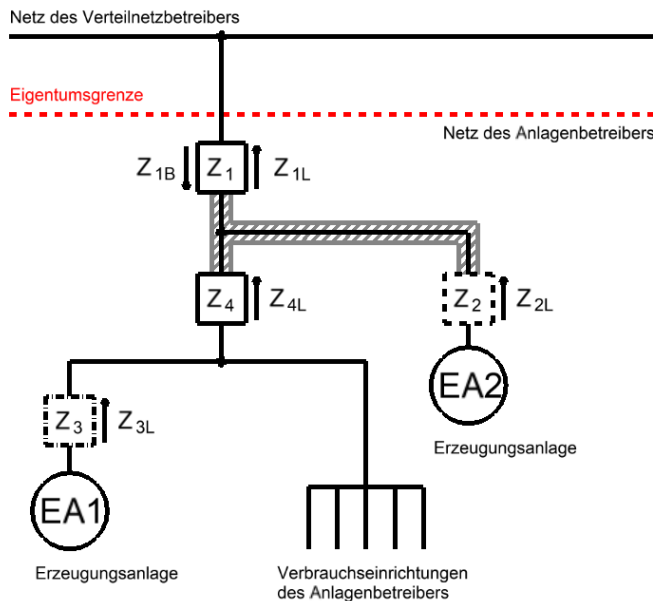 Netz des Verteilnetzbetreibers
Eigentumsgrenze
Netz des Anlagenbetreibers
Z1B
Z1
Z1L
Z4
Z4L
Z2
Z2L
EA2
Erzeugungsanlage
Z3
Z3L
EA1
Erzeugungsanlage
Verbrauchseinrichtungen
des Anlagenbetreibers